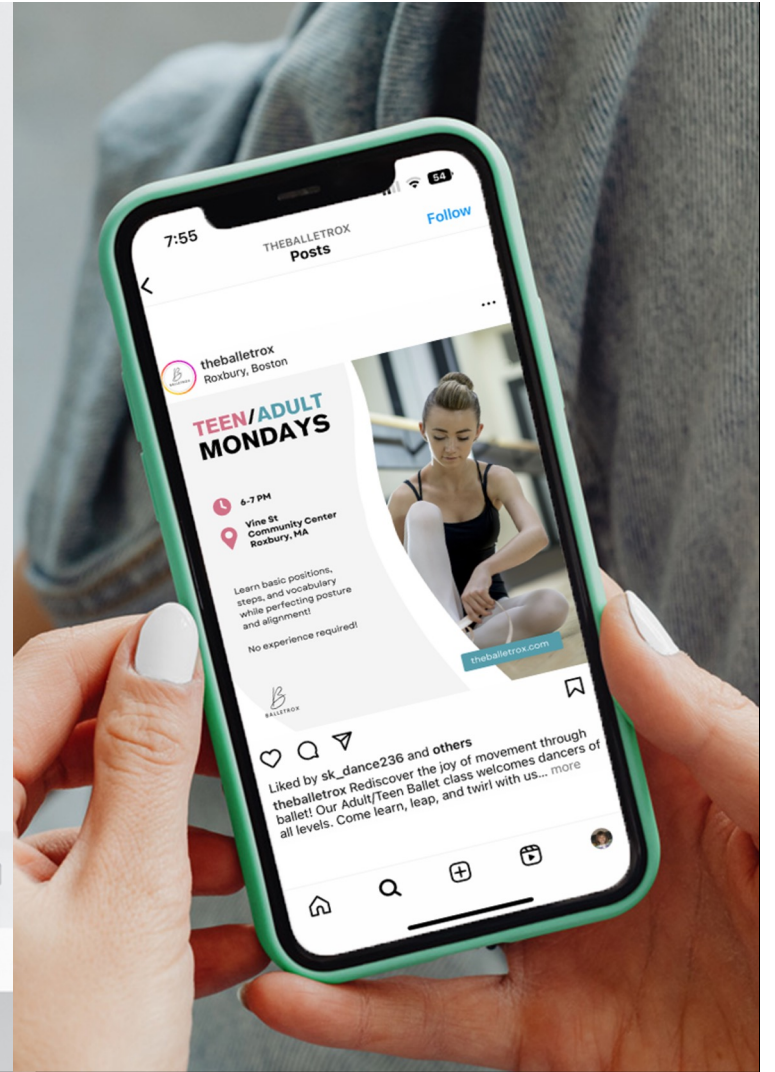 7:55
54
THEBALLETROX
Posts
Follow
theballetrox
Roxbury, Boston
TEEN/ADULT
MONDAYS
6-7 PM
Vine St
Community Center
Roxbury, MA
Learn basic positions,
steps, and vocabulary
while perfecting posture
and alignment!
No experience required!
theballetrox.com
B
BALLETROX
Liked by sk_dance236 and others
theballetrox Rediscover the joy of movement through
ballet! Our Adult/Teen Ballet class welcomes dancers of
all levels. Come learn, leap, and twirl with us... more